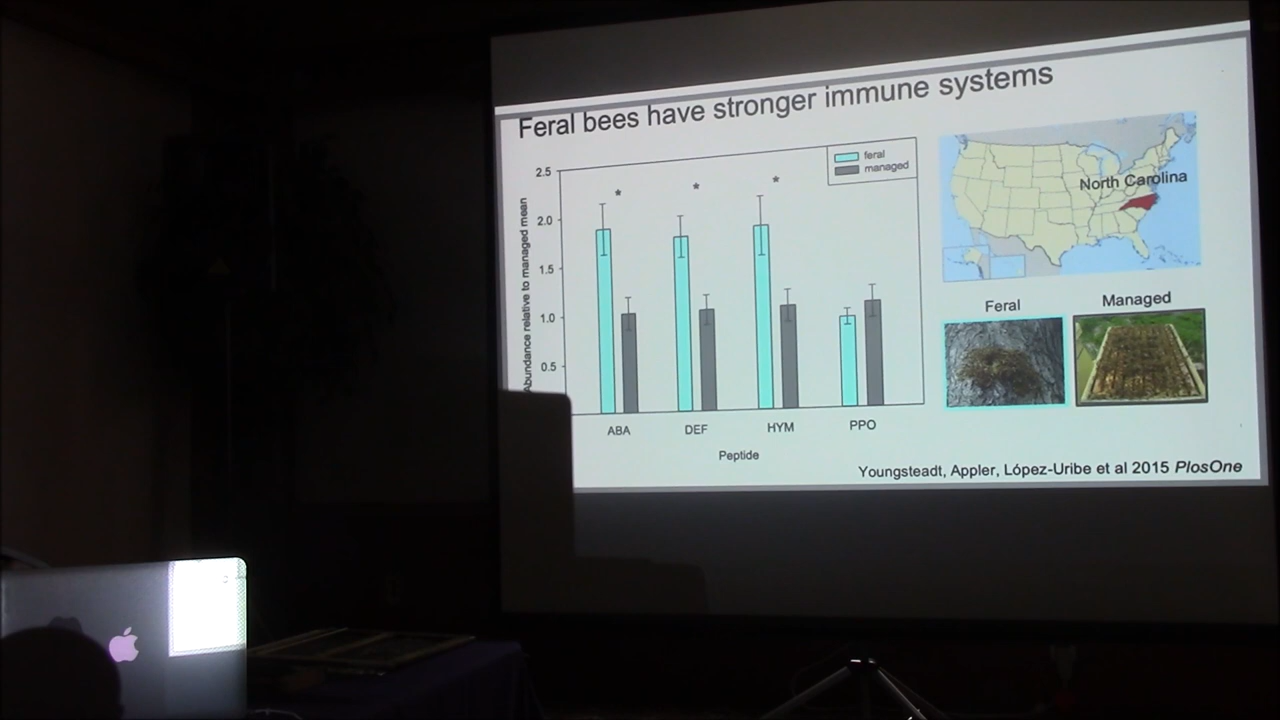 Feral bees have stronger immune systems
2.5
2.0
1.5
1.0
0.5
Abundance relative to managed mean
feral
managed
*
*
*
ABA
DEF
HYM
PPO
Peptide
North Carolina
Feral
Managed
Youngsteadt, Appler, López-Uribe et al 2015 PlosOne